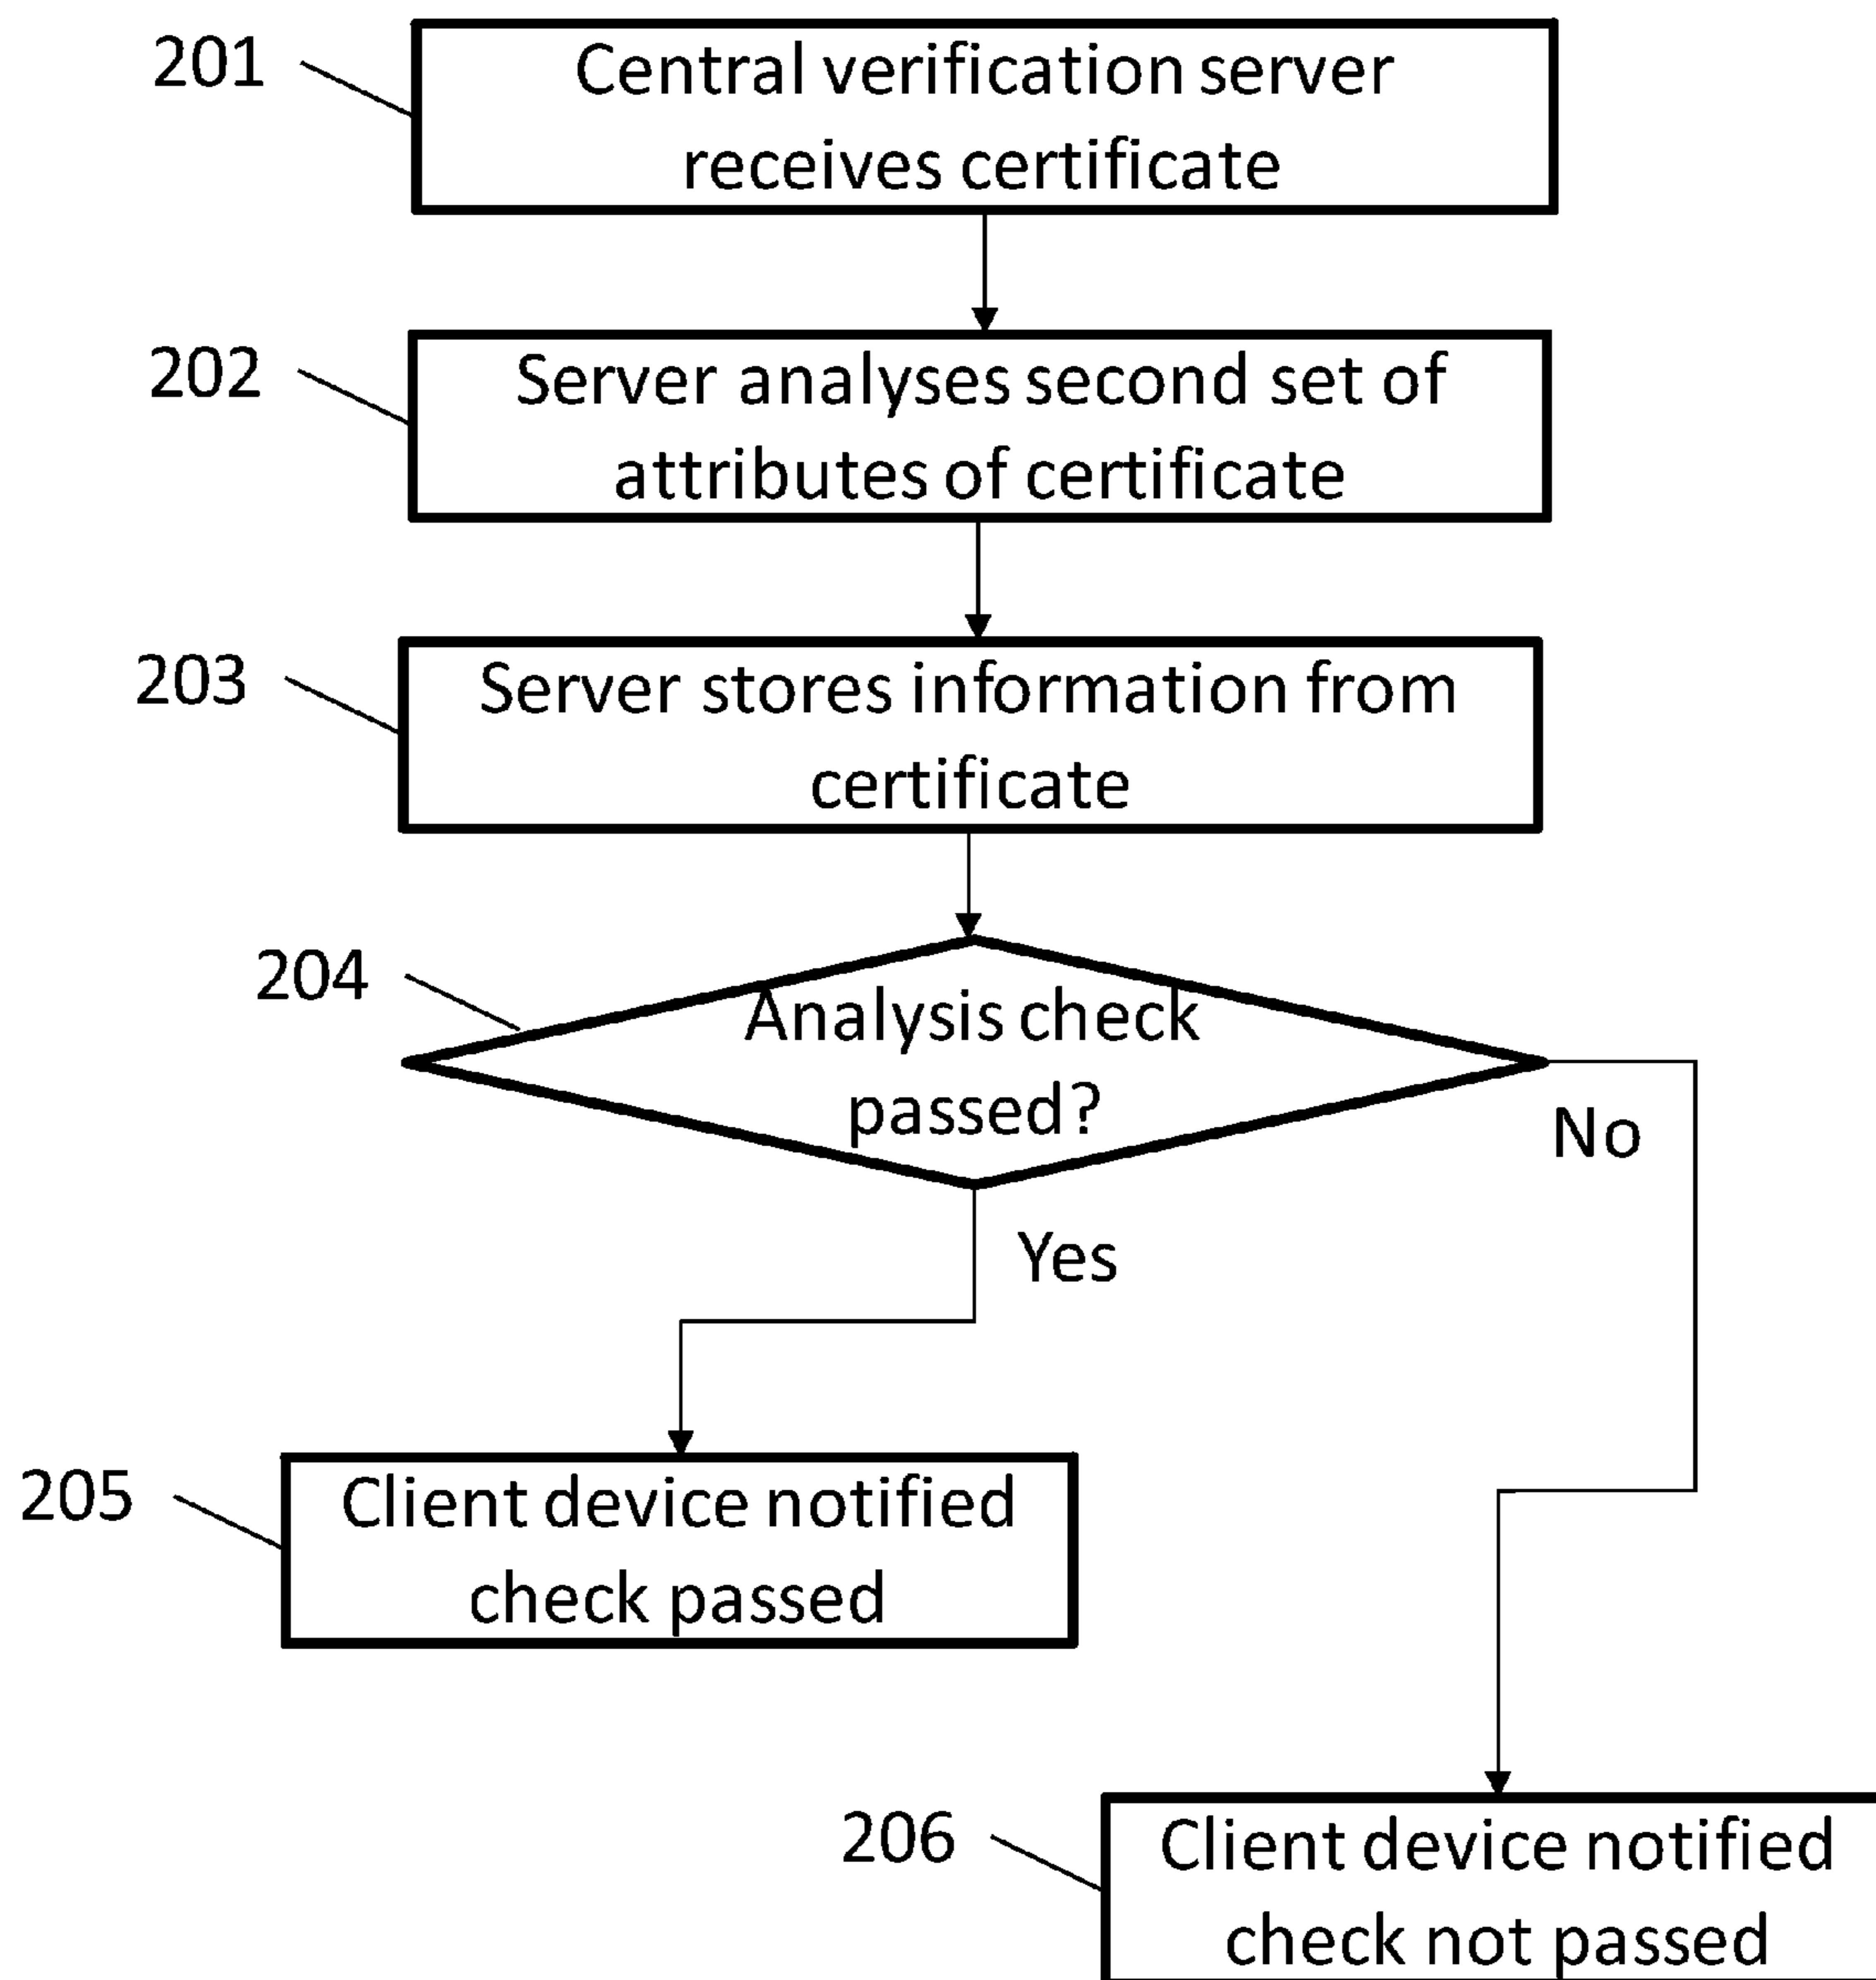 201
Central verification server
receives certificate
202
Server analyses second set of
attributes of certificate
203
Server stores information from
certificate
204
Analysis check
passed?
No
Yes
205
Client device notified
check passed
206
Client device notified
check not passed